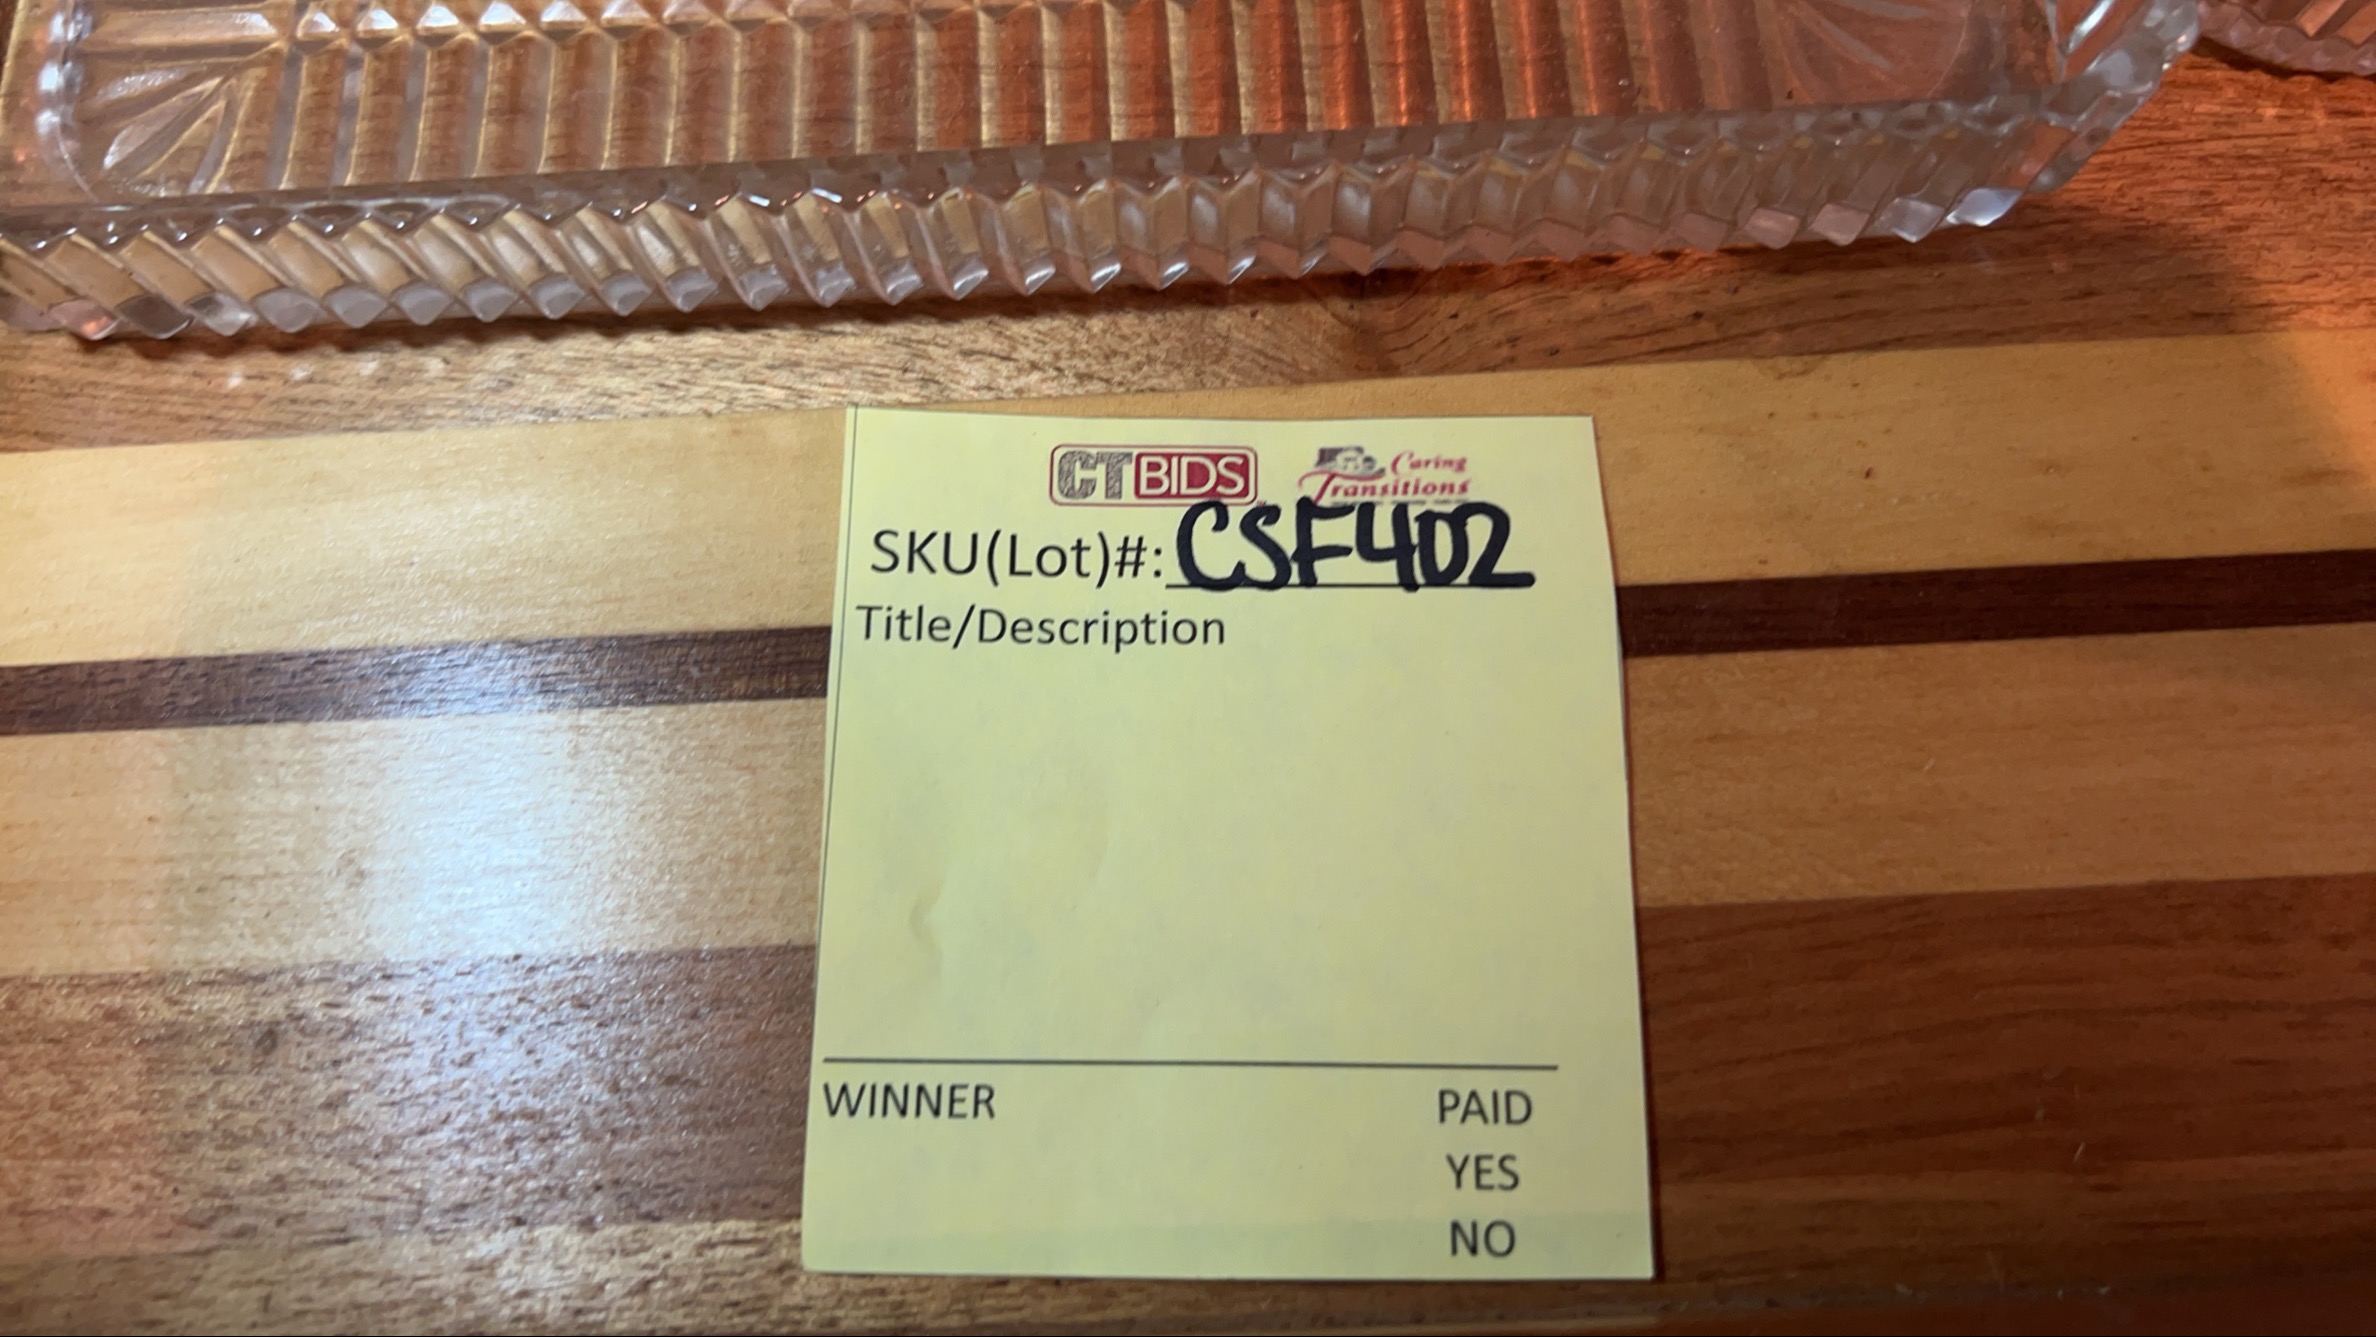 CTBIDS Caring
Transitions
SKU(Lot)#: CSF402
Title/Description
WINNER PAID
YES
NO